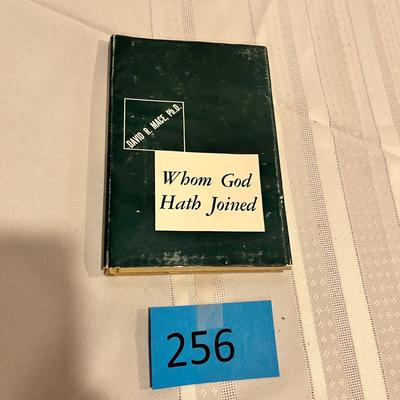 DAVID R. MACE, Ph.D.
Whom God
Hath Joined
256